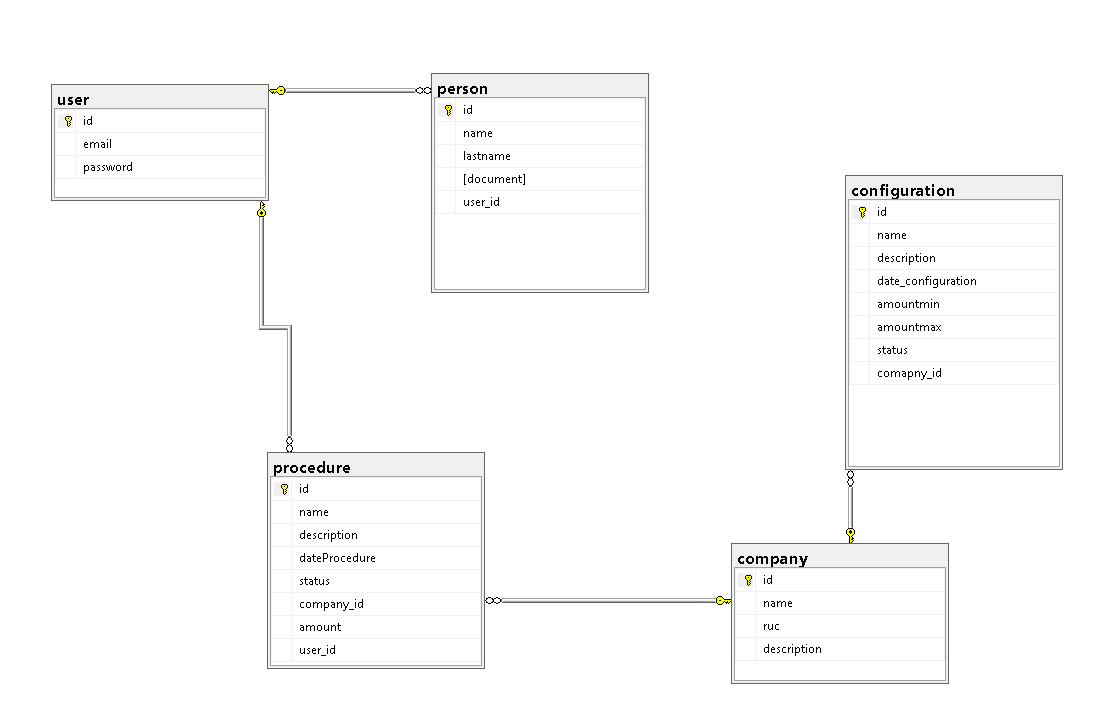 user
id
email
password
person
id
name
lastname
[document]
user_id
configuration
id
name
description
date_configuration
amountmin
amountmax
status
comapny_id
procedure
id
name
description
dateProcedure
status
company_id
amount
user_id
company
id
name
ruc
description